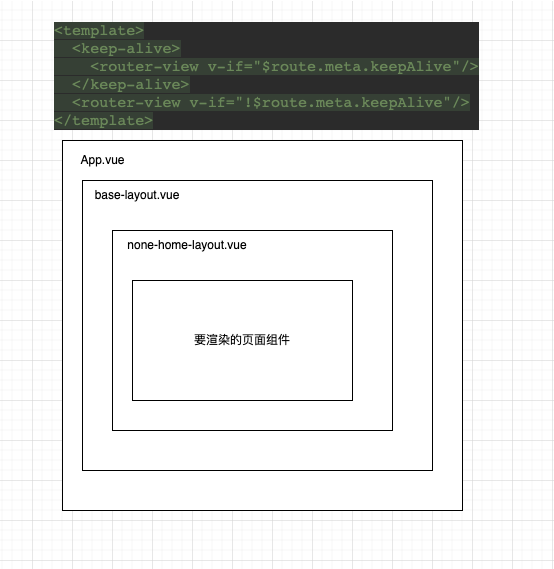 <template>
<keep-alive>
<router-view v-if="$route.meta.keepAlive"/>
</keep-alive>
<router-view v-if="!$route.meta.keepAlive"/>
</template>
App.vue
base-layout.vue
none-home-layout.vue
要渲染的页面组件